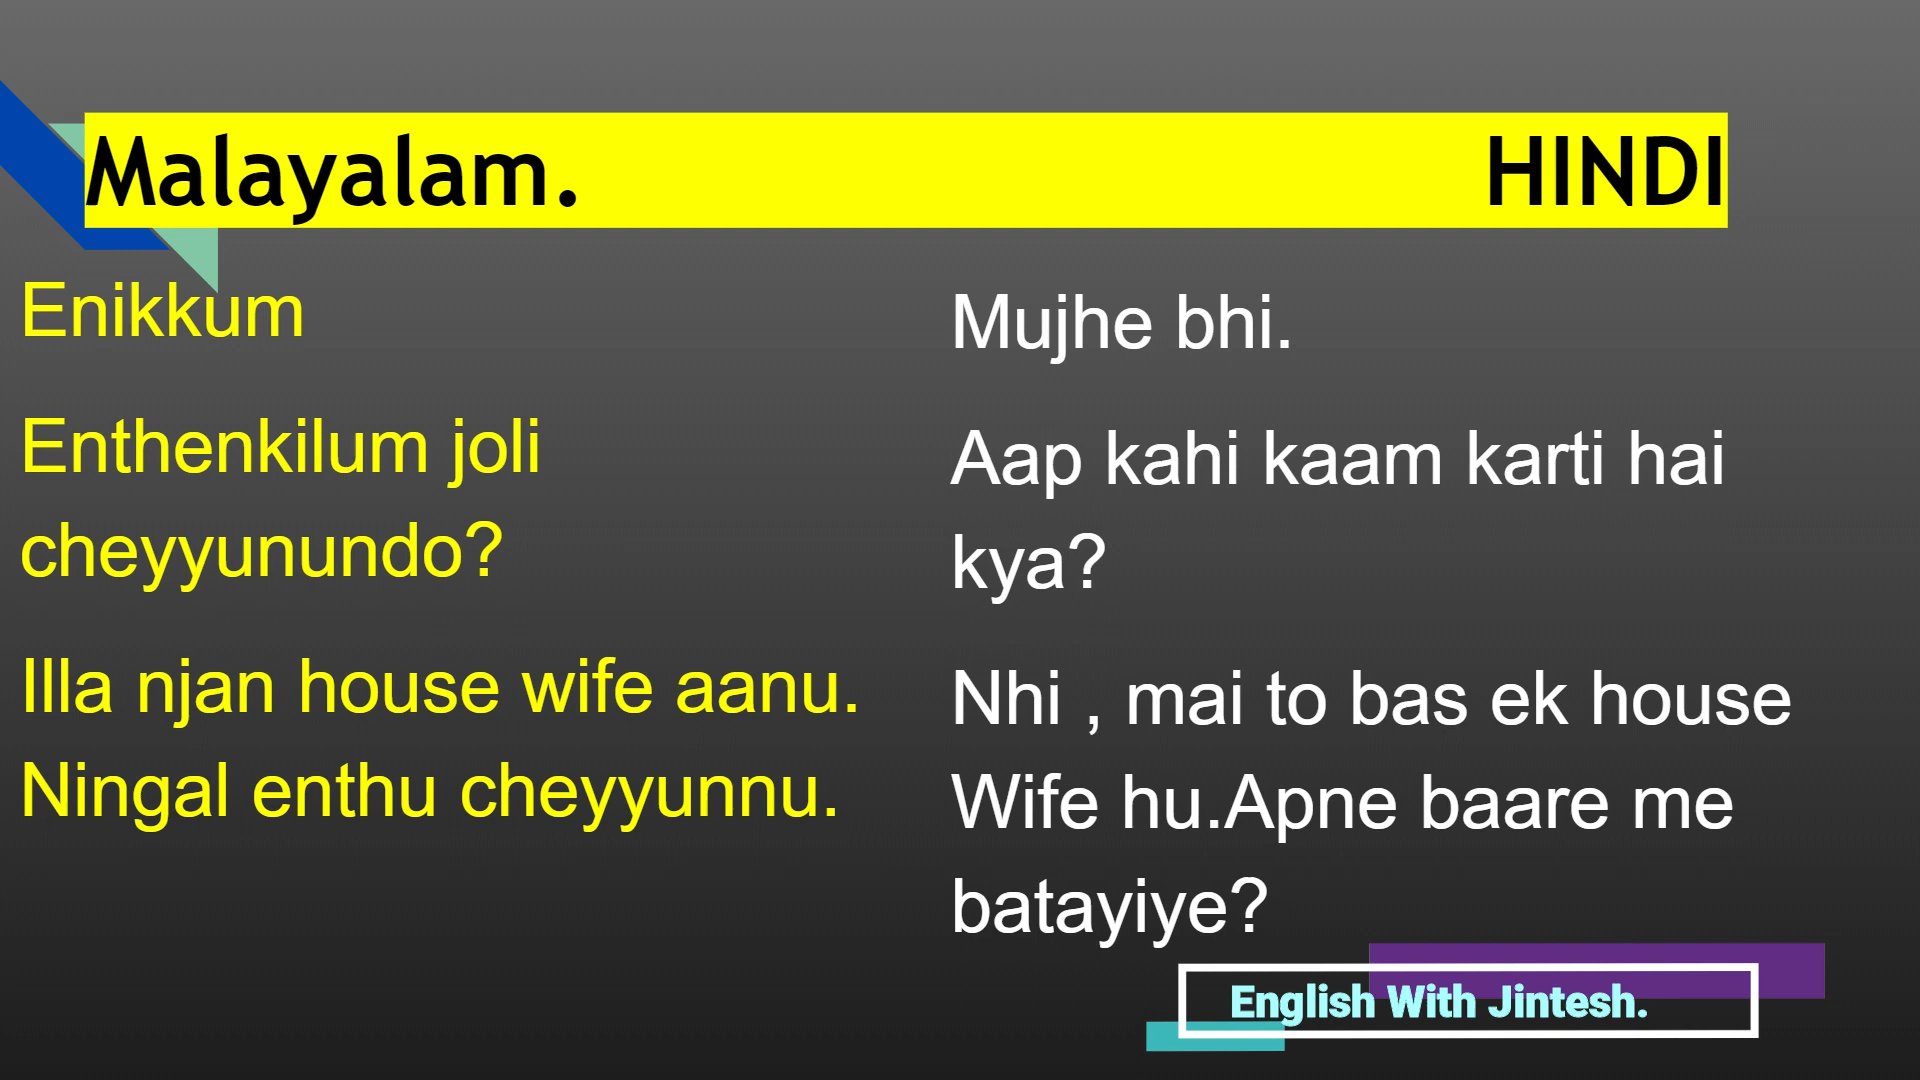 Malayalam. HINDI
Enikkum
Enthenkilum joli
cheyyunundo?
Illa njan house wife aanu.
Ningal enthu cheyyunnu.
Mujhe bhi.
Aap kahi kaam karti hai
kya?
Nhi , mai to bas ek house
Wife hu.Apne baare me
batayiye?
English With Jintesh.